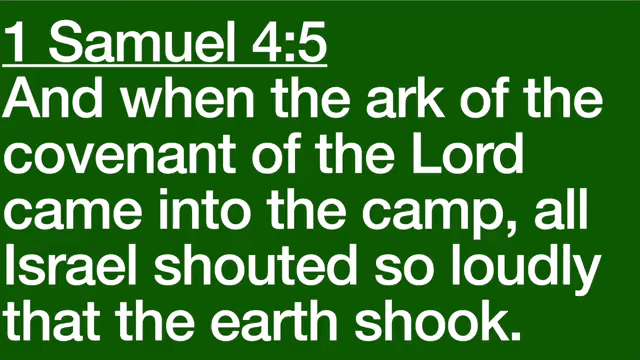 1 Samuel 4:5
And when the ark of the
covenant of the Lord
came into the camp, all
Israel shouted so loudly
that the earth shook.